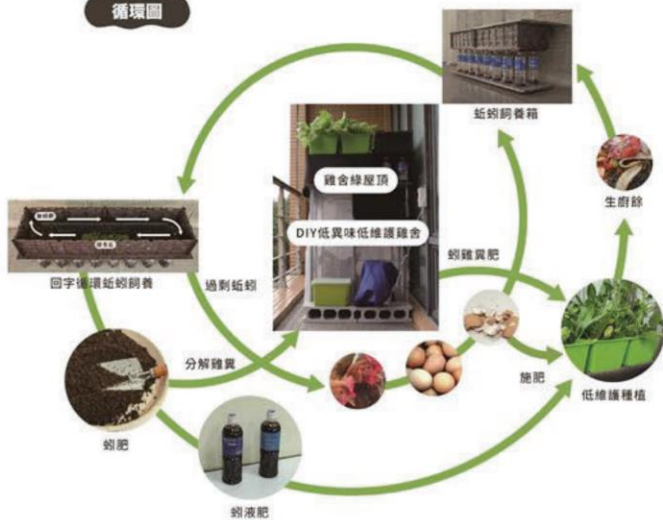 循環圖
蚯蚓飼養箱
生廚餘
雞舍綠屋頂
DIY低異味低維護雞舍
回字循環蚯蚓飼養
過剩蚯蚓
蚓雞糞肥
分解雞糞
施肥
低維護種植
蚓肥
蚓液肥